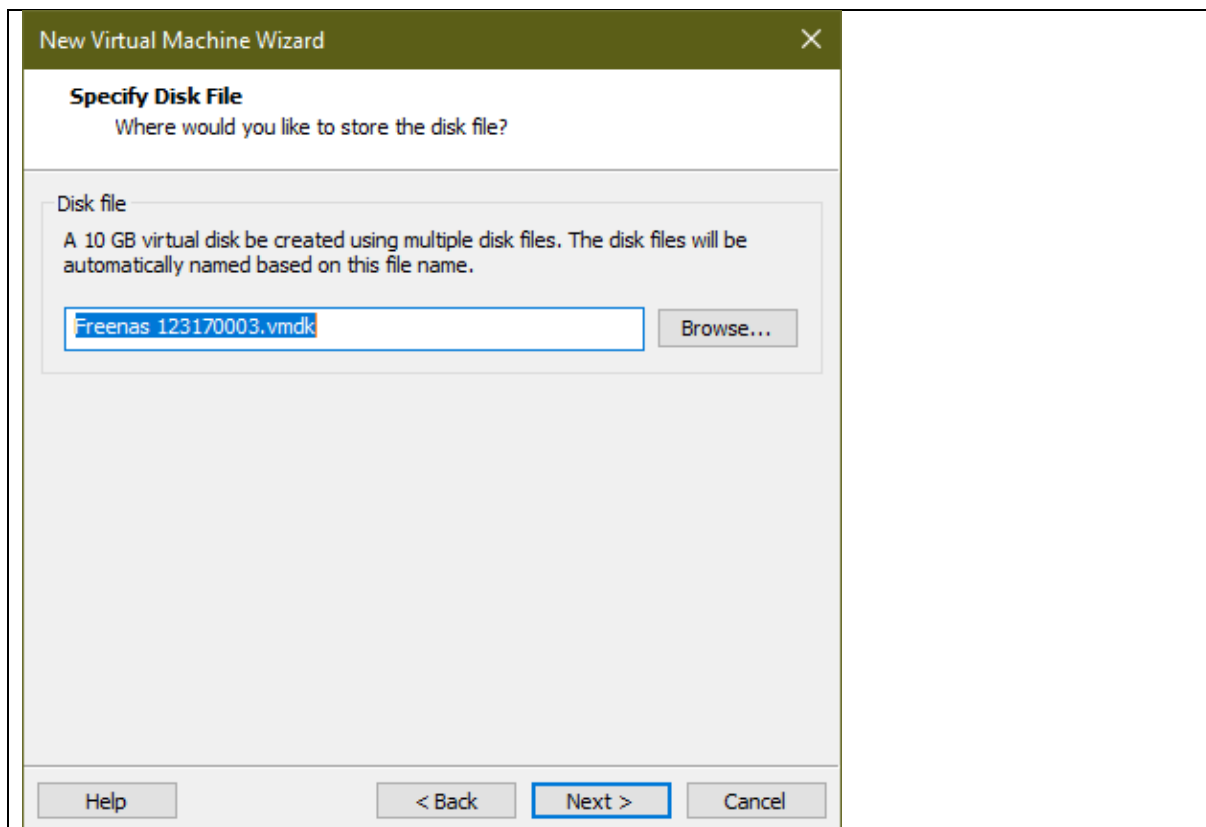 New Virtual Machine Wizard
Specify Disk File
Where would you like to store the disk file?
Disk file
A 10 GB virtual disk be created using multiple disk files. The disk files will be
automatically named based on this file name.
Freenas 123170003.vmdk
Browse...
Help
< Back
Next >
Cancel